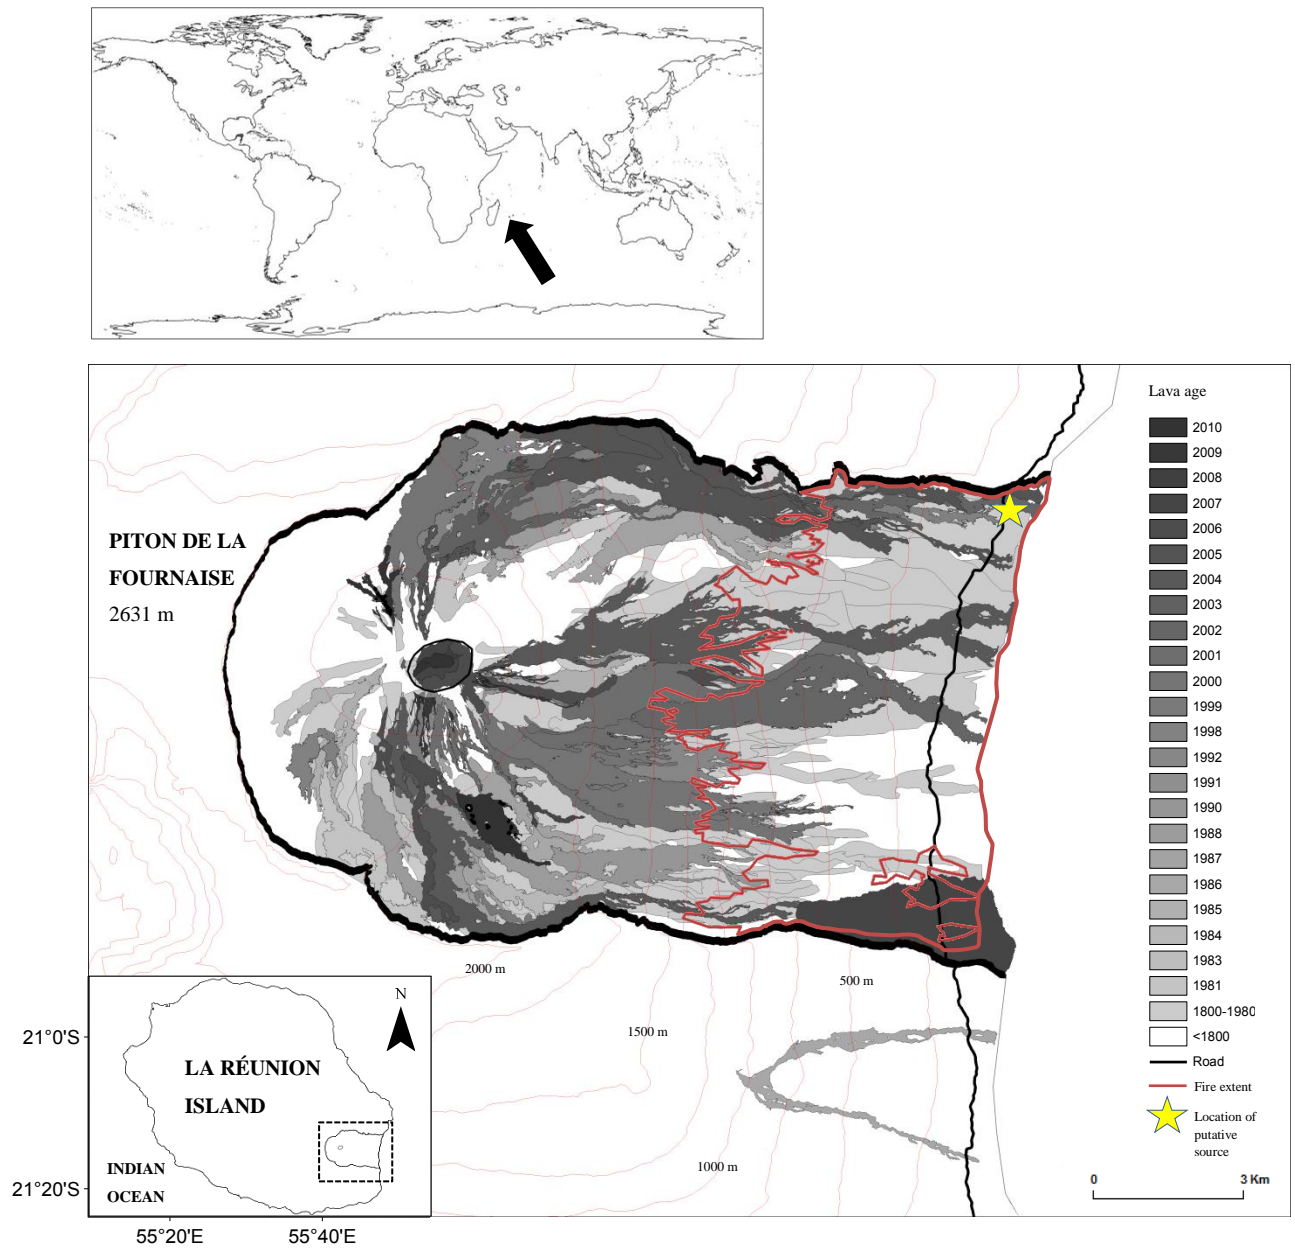 Lava age
2010
2009
2008
2007
2006
2005
2004
2003
2002
2001
2000
1999
1998
1992
1991
1990
1988
1987
1986
1985
1984
1983
1981
1800-1980
<1800
Road
Fire extent
Location of
putative
source
0 3 Km
PITON DE LA
FOURNAISE
2631 m
2000 m
500 m
1500 m
1000 m
N
LA RÉUNION
ISLAND
INDIAN
OCEAN
21°0'S
21°20'S
55°20'E 55°40'E